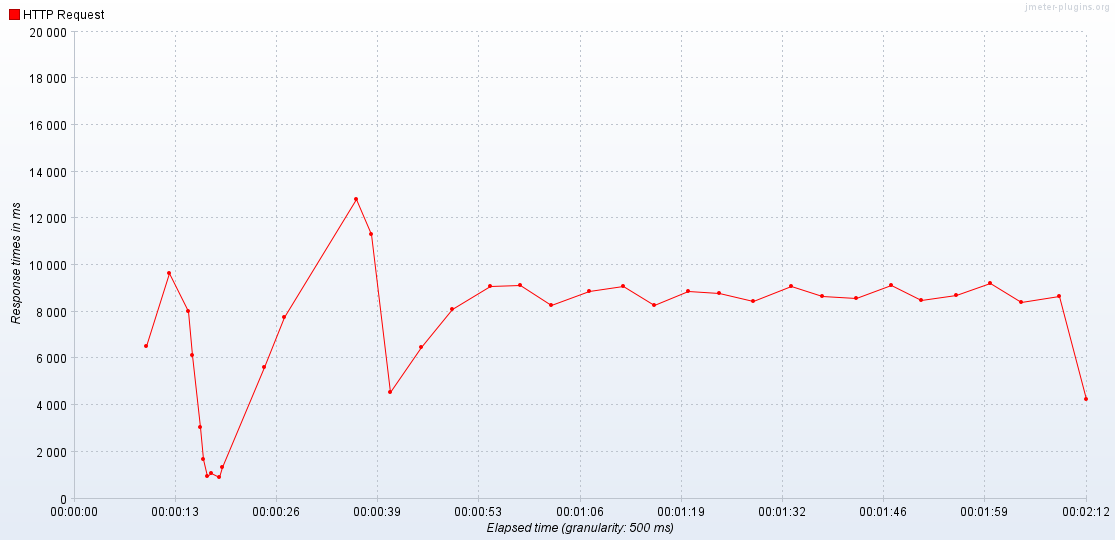 HTTP Request
jmeter-plugins.org
20 000
18 000
16 000
14 000
12 000
10 000
8 000
6 000
4 000
2 000
0
Response times in ms
00:00:00 00:00:13 00:00:26 00:00:39 00:00:53 00:01:06 00:01:19 00:01:32 00:01:46 00:01:59 00:02:12
Elapsed time (granularity: 500 ms)